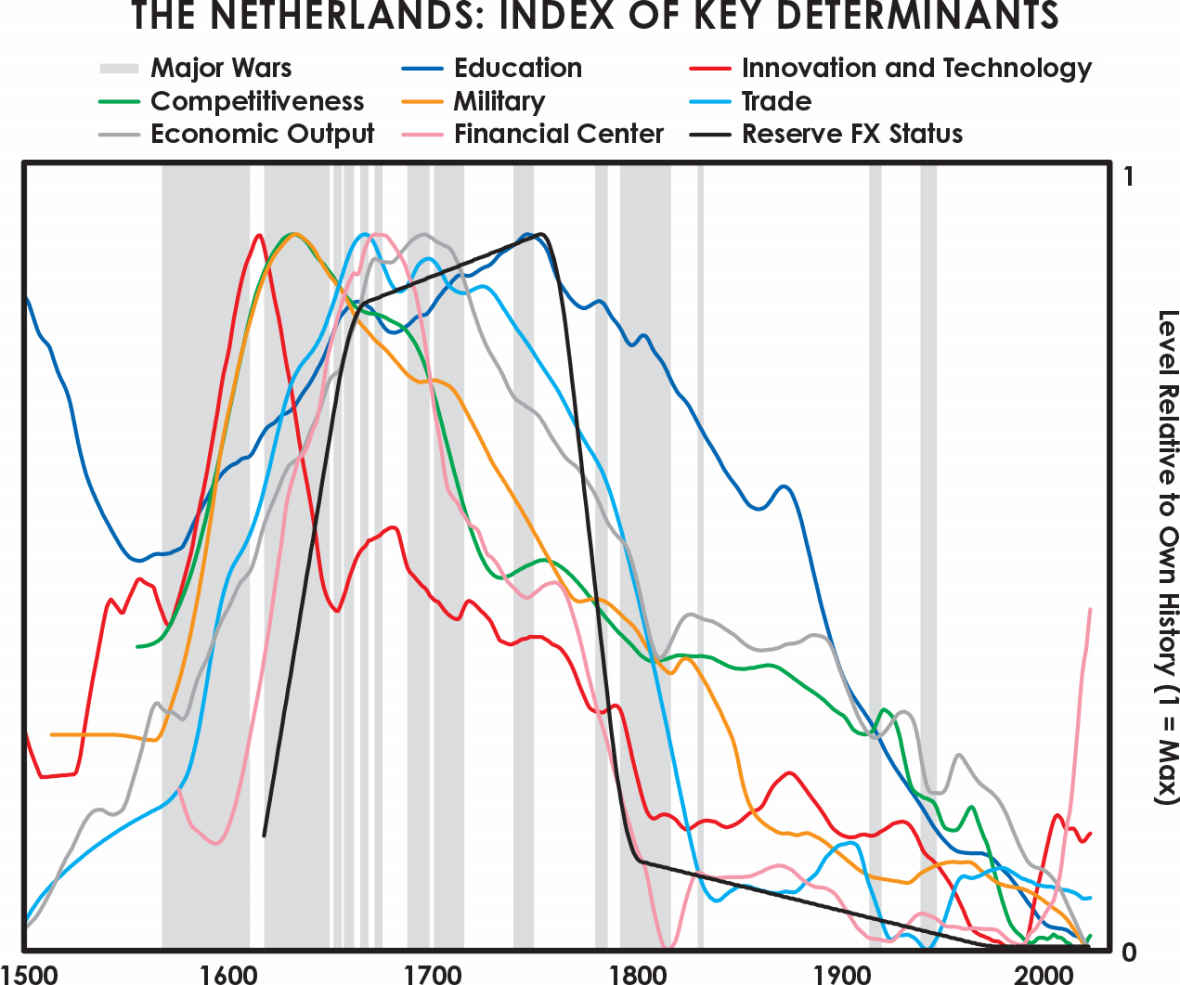 THE NETHERLANDS: INDEX OF KEY DETERMINANTS
Major Wars Education Innovation and Technology
Competitiveness Military Trade
Economic Output Financial Center Reserve FX Status
1
Level Relative to Own History (1 = Max)
0
1500 1600 1700 1800 1900 2000